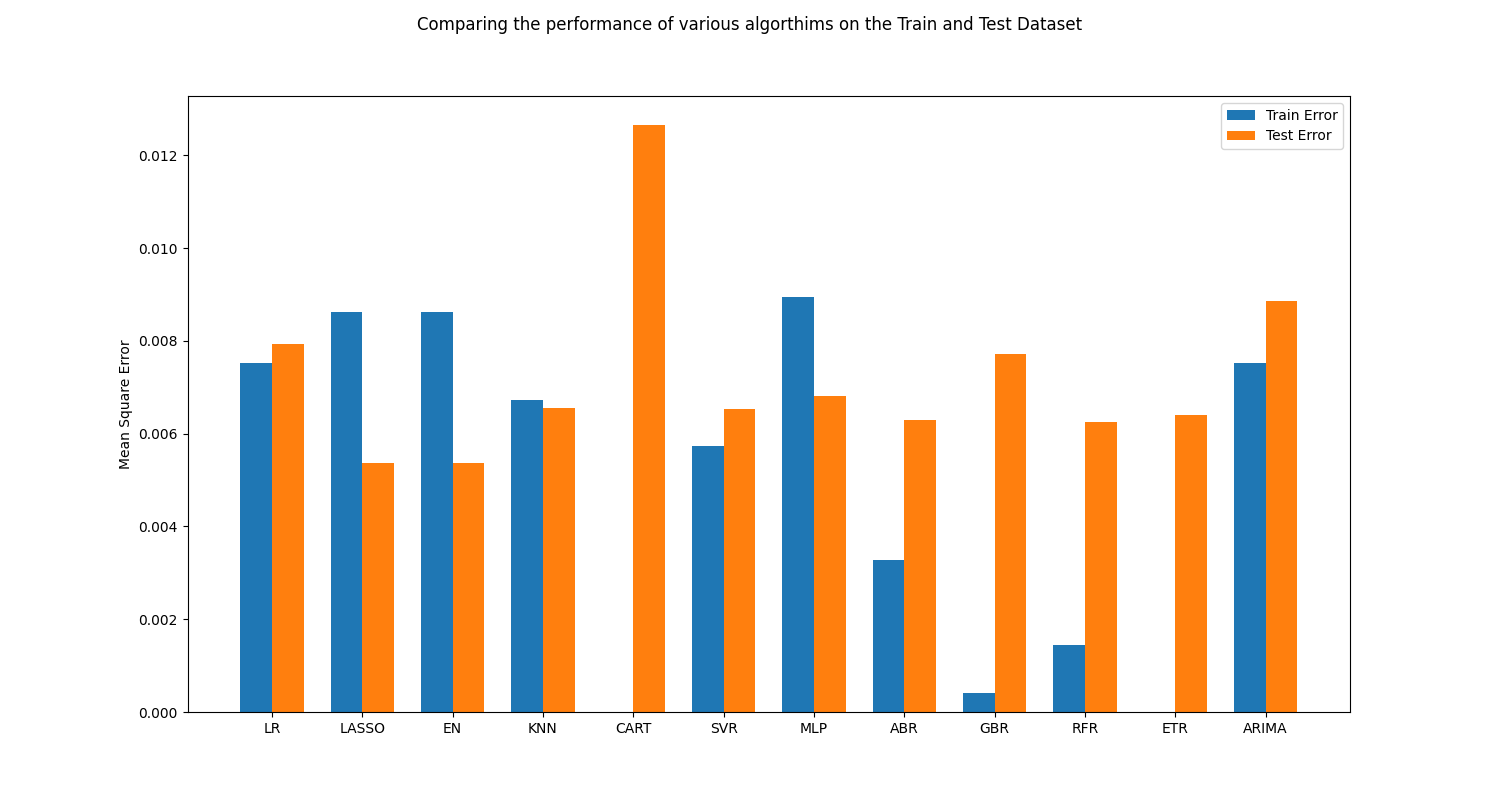 Comparing the performance of various algorthims on the Train and Test Dataset
Train Error
Test Error
0.012
0.010
0.008
0.006
0.004
0.002
0.000
Mean Square Error
LR LASSO EN KNN CART SVR MLP ABR GBR RFR ETR ARIMA